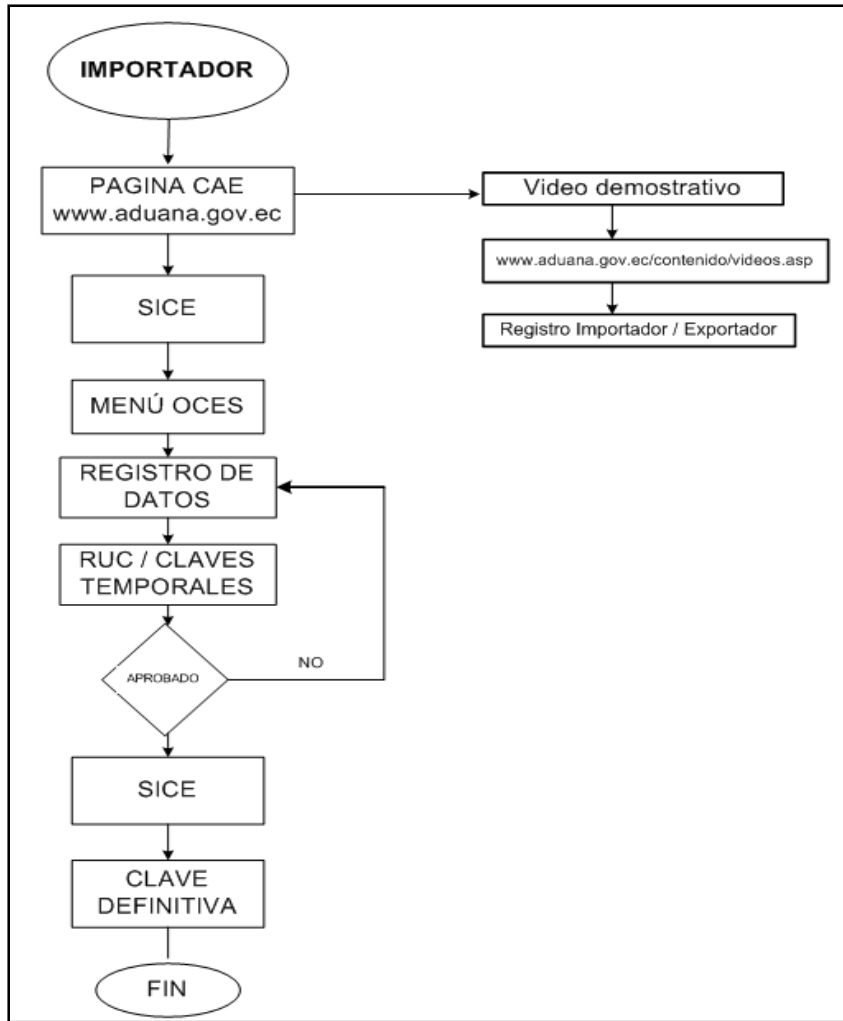 IMPORTADOR
PAGINA CAE
www.aduana.gov.ec
Video demostrativo
www.aduana.gov.ec/contenido/videos.asp
Registro Importador / Exportador
SICE
MENÚ OCES
REGISTRO DE
DATOS
RUC / CLAVES
TEMPORALES
APROBADO
NO
SICE
CLAVE
DEFINITIVA
FIN